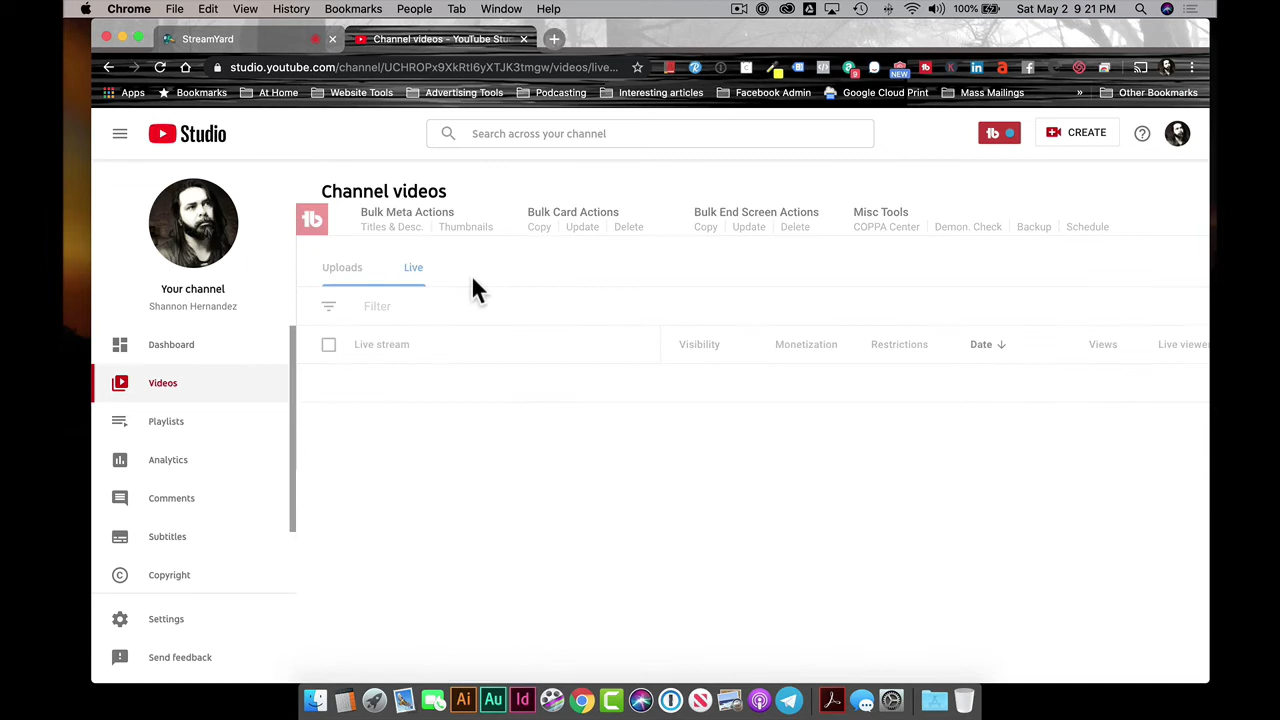 Chrome File Edit View History Bookmarks People Tab Window Help 100% Sat May 2 9 21 PM
StreamYard Channel videos - YouTube Stu
studio.youtube.com/channel/UCHROPx9XkRtI6yXTJK3tmgw/videos/live...
Apps Bookmarks At Home Website Tools Advertising Tools Podcasting Interesting articles Facebook Admin Google Cloud Print Mass Mailings » Other Bookmarks
Studio Search across your channel tb CREATE
Channel videos
tb Bulk Meta Actions Bulk Card Actions Bulk End Screen Actions Misc Tools
Titles & Desc. Thumbnails Copy Update Delete Copy Update Delete COPPA Center Demon. Check Backup Schedule
Uploads Live
Filter
Live stream Visibility Monetization Restrictions Date Views Live viewe
Your channel
Shannon Hernandez
Dashboard
Videos
Playlists
Analytics
Comments
Subtitles
Copyright
Settings
Send feedback
Ai Au Id